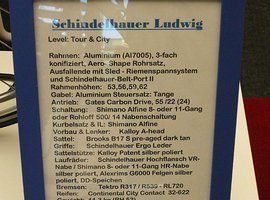 Schindelhauer Ludwig
Level: Tour & City
Rahmen: Aluminium (Al7005), 3-fach
konifiziert, Aero- Shape Rohrsatz,
Ausfallende mit Sled - Riemenspannsystem
und Schindelhauer-Belt-Port II
Rahmenhöhen: 53,56,59,62
Gabel: Aluminium Steuersatz: Tange
Antrieb: Gates Carbon Drive, 55 /22 (24)
Schaltung: Shimano Alfine 8- oder 11-Gang
oder Rohloff 500/ 14 Nabenschaltung
Kurbelsatz & IL: Shimano Alfine
Vorbau & Lenker: Kalloy A-head
Sattel: Brooks B17 S pre-aged dark tan
Griffe: Schindelhauer Ergo Leder
Sattelstütze: Kalloy Patent silber poliert
Laufräder: Schindelhauer Hochflansch VR-
Nabe / Shimano 8- oder 11-Gang HR-Nabe
silber poliert, Alexrims G6000 Felgen silber
poliert, DD-Speichen
Bremsen: Tektro R317 / R539 - RL720
Reifen: Continental City Contact 32-622